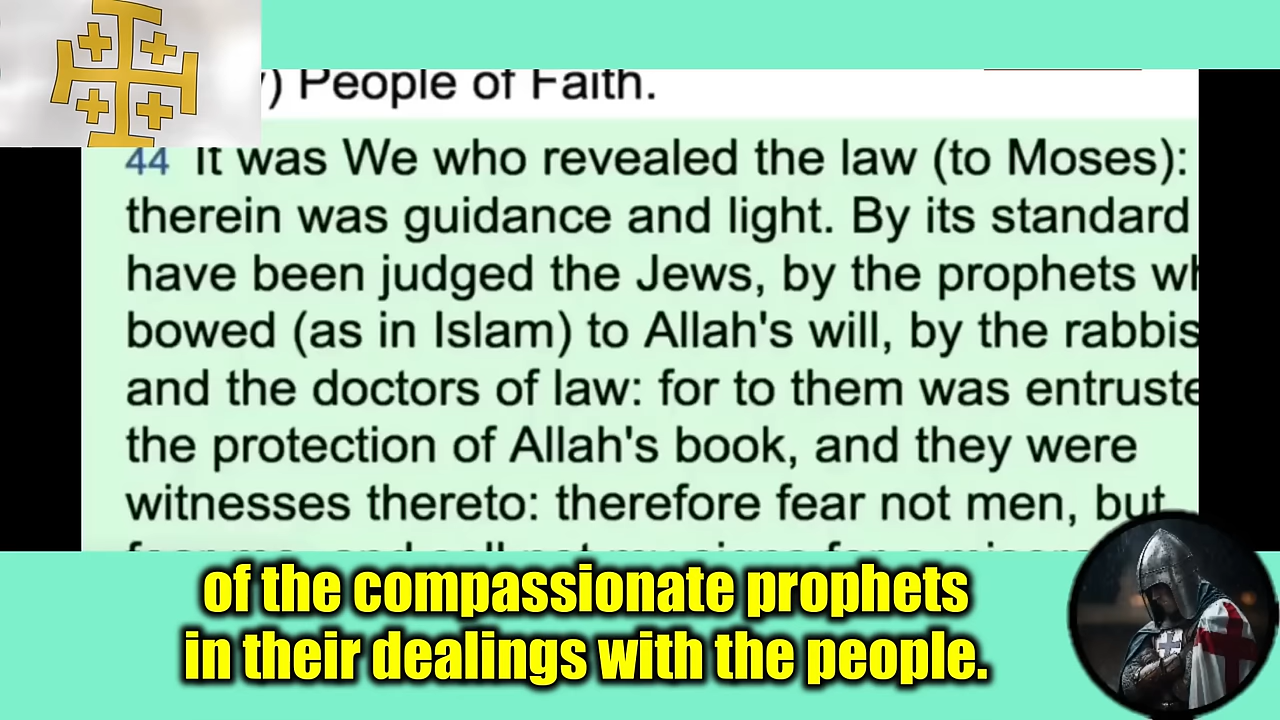 ) People of Faith.
44 It was We who revealed the law (to Moses):
therein was guidance and light. By its standard
have been judged the Jews, by the prophets
bowed (as in Islam) to Allah's will, by the rabbis
and the doctors of law: for to them was
the protection of Allah's book, and they were
witnesses thereto: therefore fear not men, but
of the compassionate prophets
in their dealings with the people.